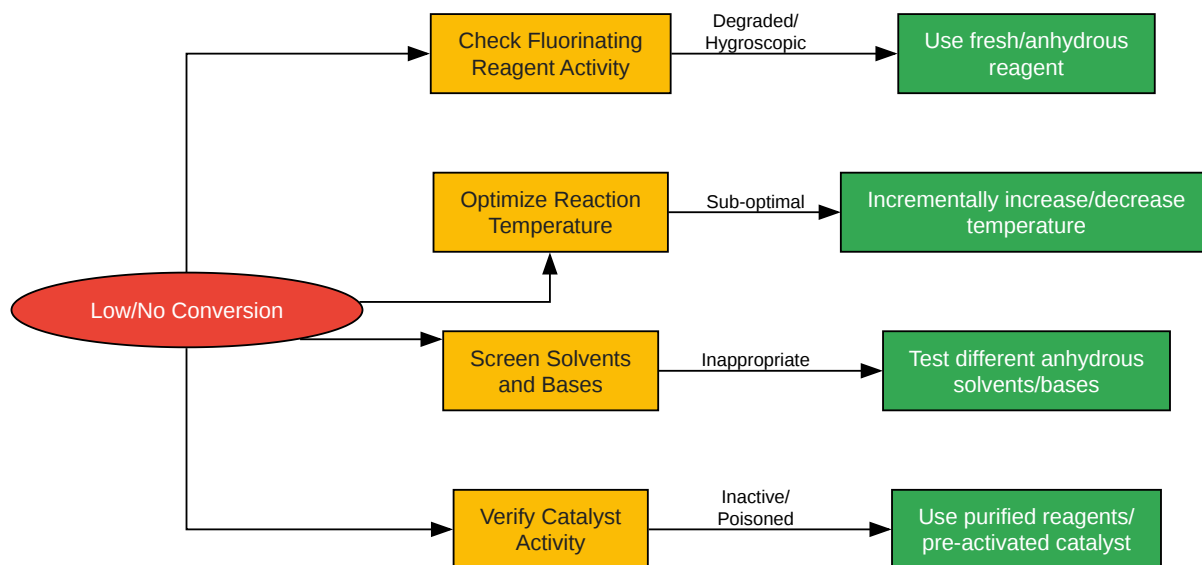 Check Fluorinating
Reagent Activity
Degraded/
Hygroscopic
Use fresh/anhydrous
reagent
Optimize Reaction
Temperature
Sub-optimal
Incrementally increase/decrease
temperature
Low/No Conversion
Screen Solvents
and Bases
Inappropriate
Test different anhydrous
solvents/bases
Verify Catalyst
Activity
Inactive/
Poisoned
Use purified reagents/
pre-activated catalyst